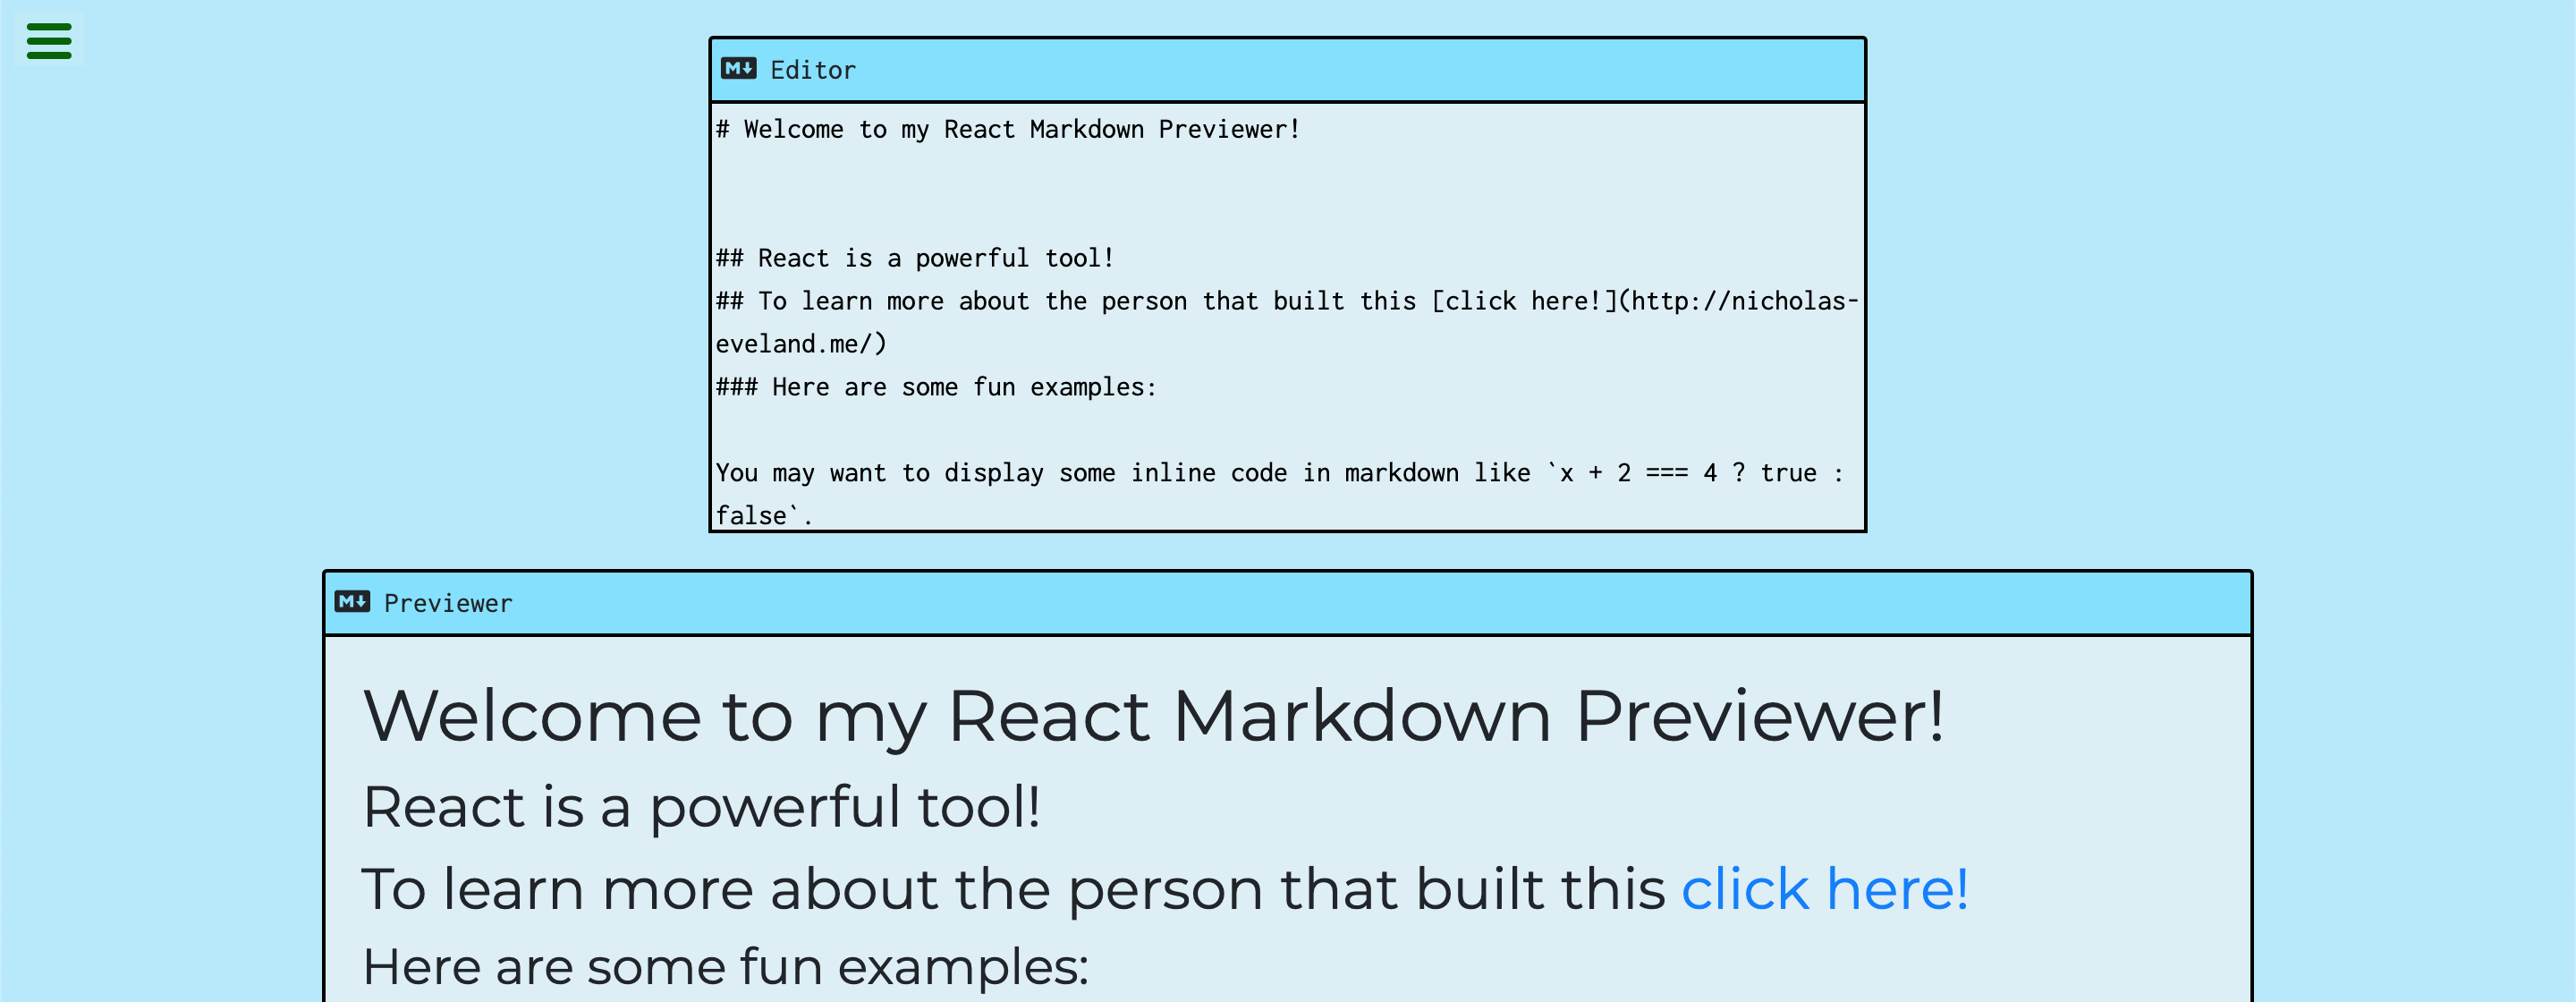 M↓ Editor
# Welcome to my React Markdown Previewer!
## React is a powerful tool!
## To learn more about the person that built this [click here!](http://nicholas-
eveland.me/)
### Here are some fun examples:
You may want to display some inline code in markdown like `x + 2 === 4 ? true :
false`.
M↓ Previewer
Welcome to my React Markdown Previewer!
React is a powerful tool!
To learn more about the person that built this click here!
Here are some fun examples: